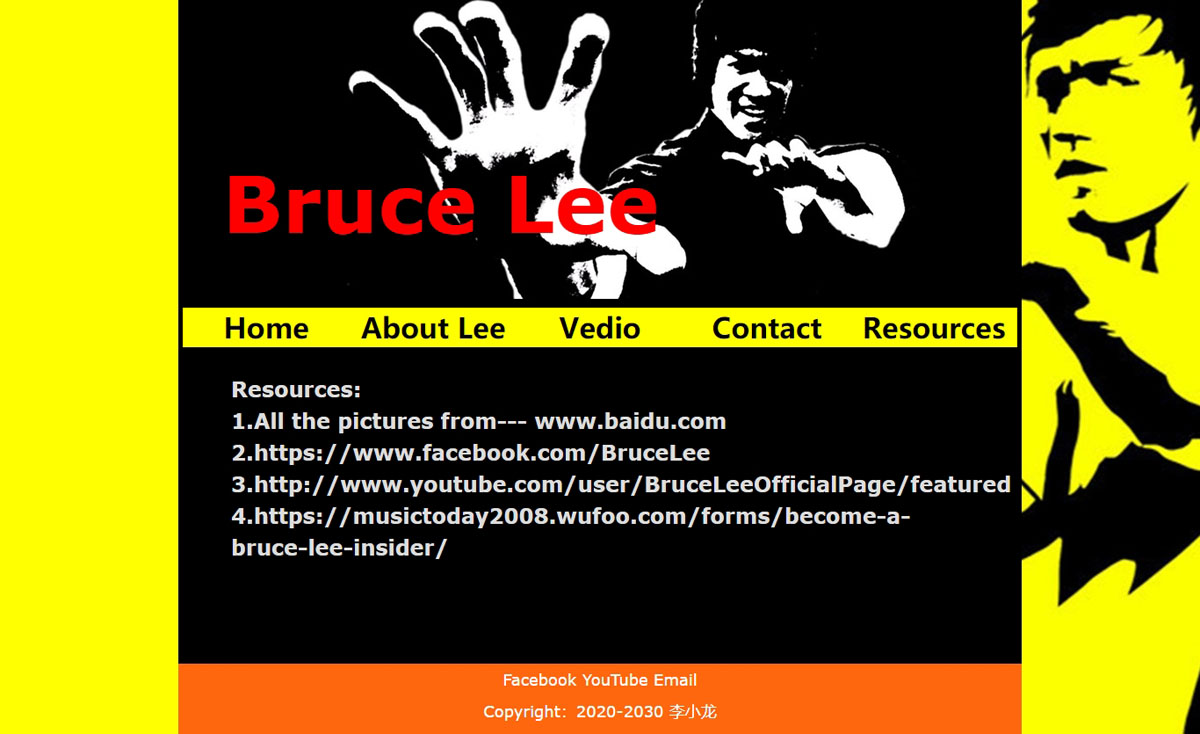 Bruce Lee
Home About Lee Vedio Contact Resources
Resources:
1.All the pictures from--- www.baidu.com
2.https://www.facebook.com/BruceLee
3.http://www.youtube.com/user/BruceLeeOfficialPage/featured
4.https://musictoday2008.wufoo.com/forms/become-a-
bruce-lee-insider/
Facebook YouTube Email
Copyright：2020-2030 李小龙